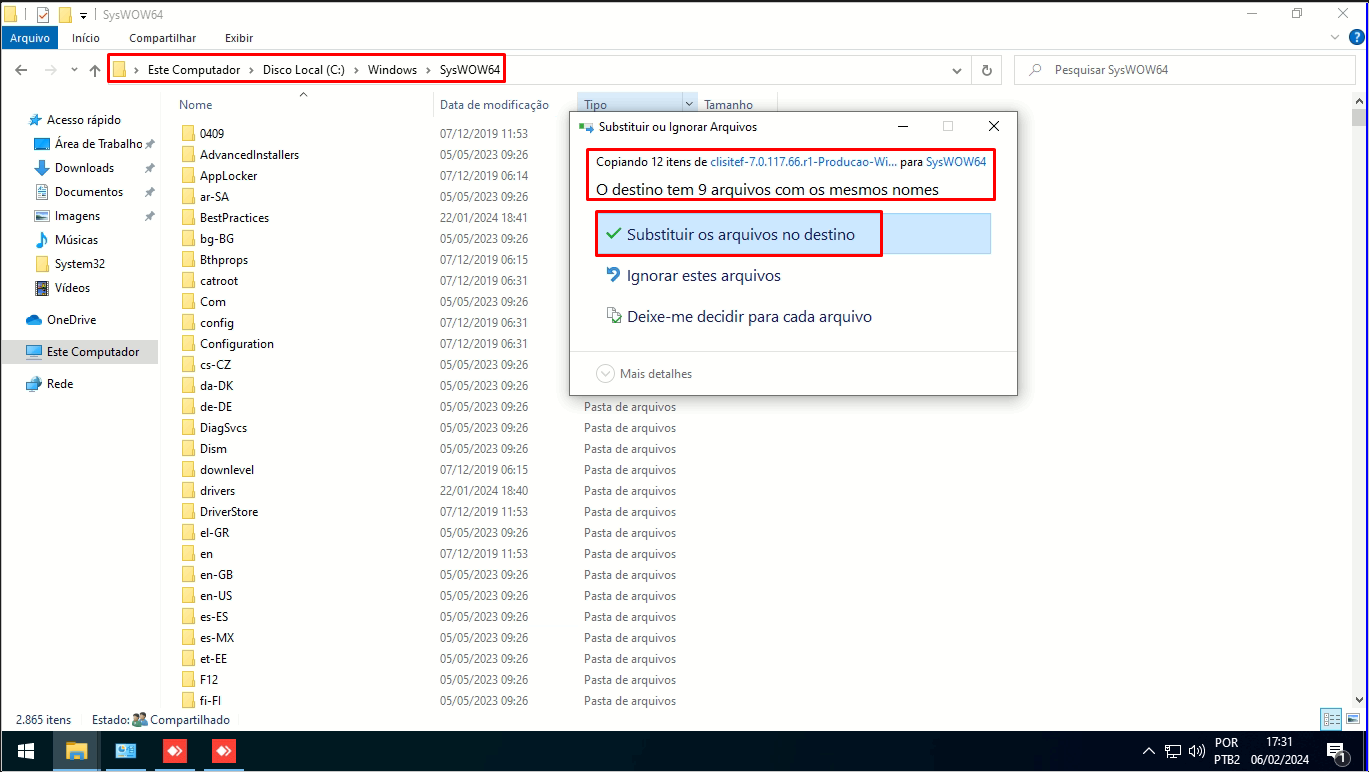 SysWOW64
Arquivo Início Compartilhar Exibir
Este Computador > Disco Local (C:) > Windows > SysWOW64
Pesquisar SysWOW64
Acesso rápido
Área de Trabalho
Downloads
Documentos
Imagens
Músicas
System32
Vídeos
OneDrive
Este Computador
Rede
Nome Data de modificação Tipo Tamanho
0409 07/12/2019 11:53
AdvancedInstallers 05/05/2023 09:26
AppLocker 07/12/2019 06:14
ar-SA 05/05/2023 09:26
BestPractices 22/01/2024 18:41
bg-BG 05/05/2023 09:26
Bthprops 07/12/2019 06:15
catroot 07/12/2019 06:31
Com 05/05/2023 09:26
config 07/12/2019 06:31
Configuration 07/12/2019 06:31
cs-CZ 05/05/2023 09:26
da-DK 05/05/2023 09:26
de-DE 05/05/2023 09:26 Pasta de arquivos
DiagSvcs 05/05/2023 09:26 Pasta de arquivos
Dism 05/05/2023 09:26 Pasta de arquivos
downlevel 07/12/2019 06:15 Pasta de arquivos
drivers 22/01/2024 18:40 Pasta de arquivos
DriverStore 07/12/2019 11:53 Pasta de arquivos
el-GR 05/05/2023 09:26 Pasta de arquivos
en 07/12/2019 11:53 Pasta de arquivos
en-GB 05/05/2023 09:26 Pasta de arquivos
en-US 05/05/2023 09:26 Pasta de arquivos
es-ES 05/05/2023 09:26 Pasta de arquivos
es-MX 05/05/2023 09:26 Pasta de arquivos
et-EE 05/05/2023 09:26 Pasta de arquivos
F12 05/05/2023 09:26 Pasta de arquivos
fi-FI 05/05/2023 09:26 Pasta de arquivos
Substituir ou Ignorar Arquivos
Copiando 12 itens de clisitef-7.0.117.66.r1-Producao-Wi... para SysWOW64
O destino tem 9 arquivos com os mesmos nomes
Substituir os arquivos no destino
Ignorar estes arquivos
Deixe-me decidir para cada arquivo
Mais detalhes
2.865 itens Estado: Compartilhado
POR
PTB2
17:31
06/02/2024
1